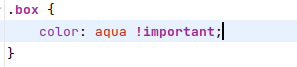 .box {
    color: aqua !important;
}